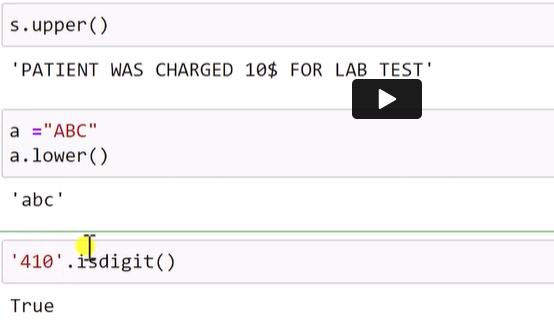 s.upper()
'PATIENT WAS CHARGED 10$ FOR LAB TEST'
a ="ABC"
a.lower()
'abc'
'410'.isdigit()
True